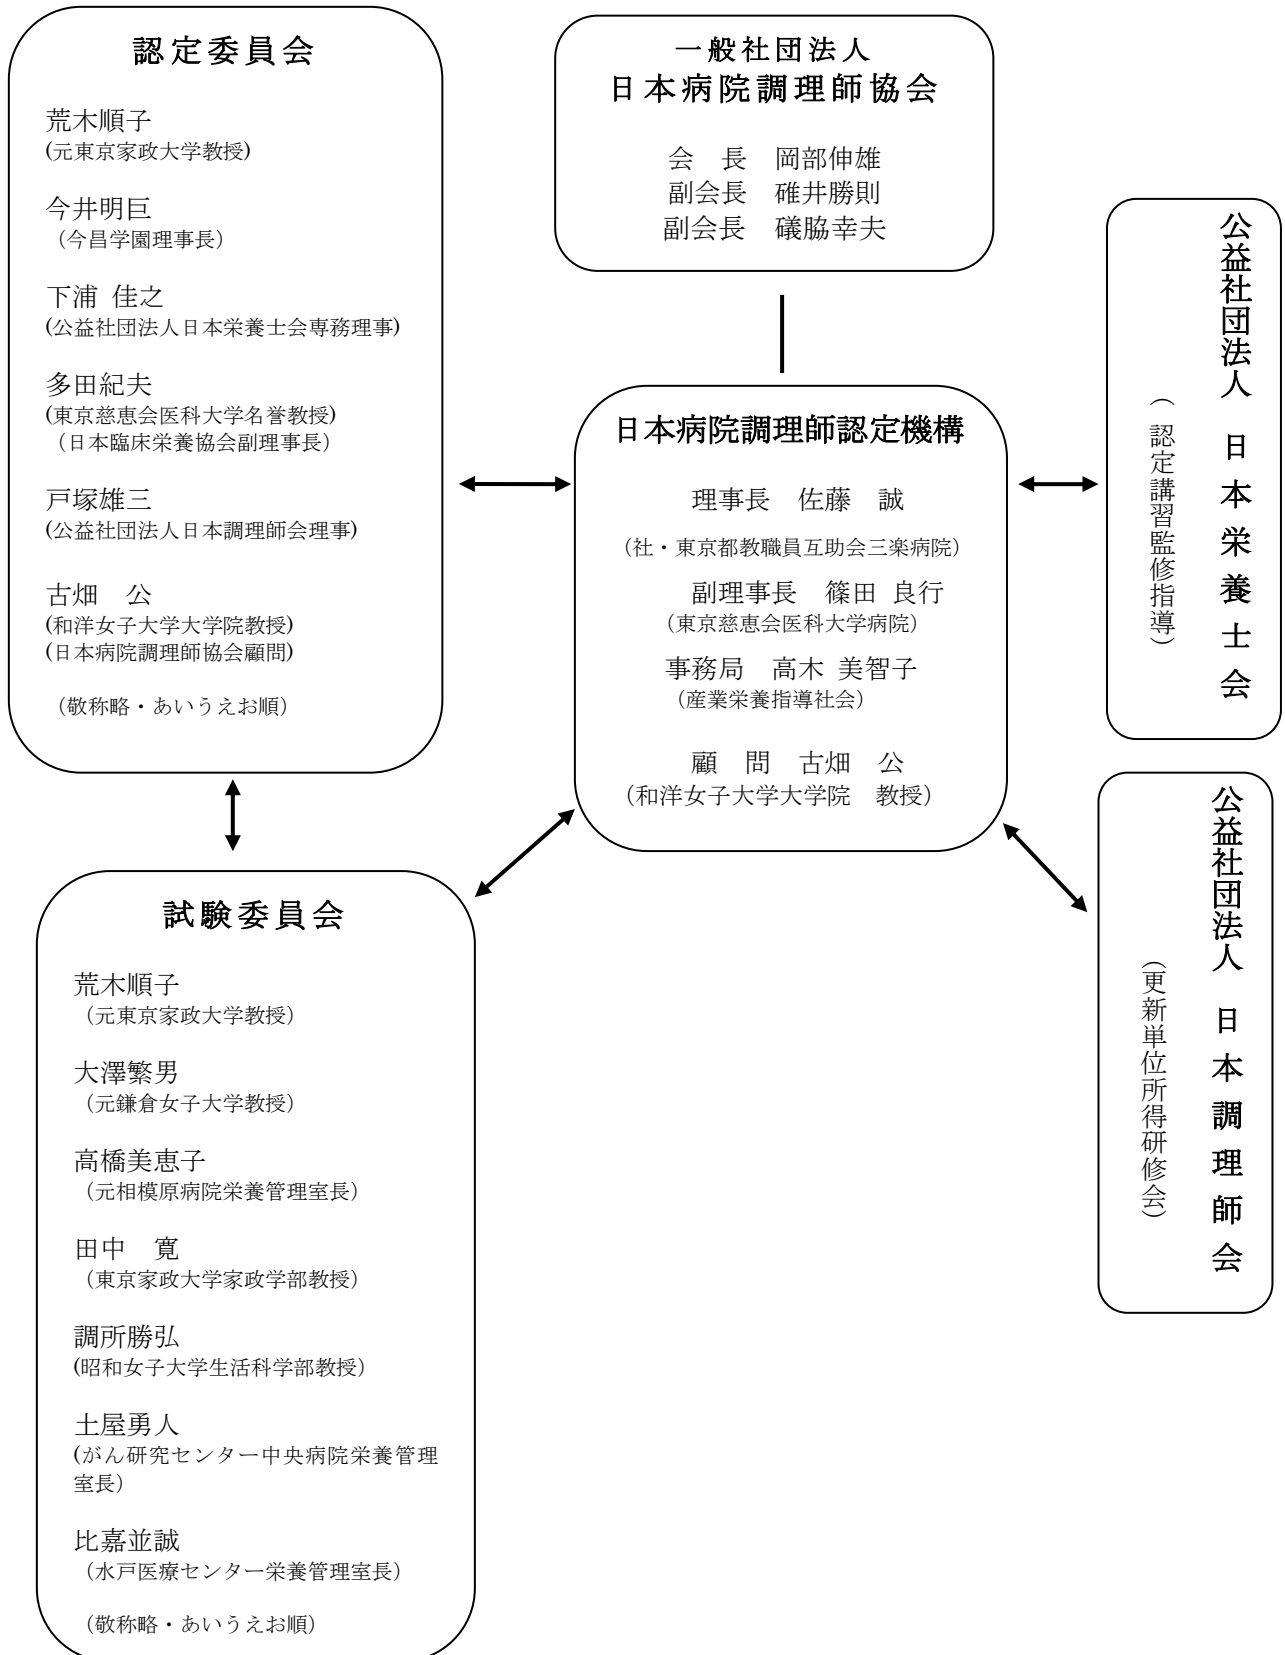 認定委員会
荒木順子
(元東京家政大学教授)
今井明巨
（今昌学園理事長）
下浦 佳之
(公益社団法人日本栄養士会専務理事)
多田紀夫
(東京慈恵会医科大学名誉教授)
（日本臨床栄養協会副理事長）
戸塚雄三
(公益社団法人日本調理師会理事)
古畑　公
(和洋女子大学大学院教授)
(日本病院調理師協会顧問)
（敬称略・あいうえお順）
一般社団法人
日本病院調理師協会
会　長　岡部伸雄
副会長　碓井勝則
副会長　礒脇幸夫
日本病院調理師認定機構
理事長　佐藤　誠
（社・東京都教職員互助会三楽病院）
副理事長　篠田 良行
（東京慈恵会医科大学病院）
事務局　高木 美智子
（産業栄養指導社会）
顧　問　古畑　公
（和洋女子大学大学院　教授）
公益社団法人 日本栄養士会
（認定講習監修指導）
公益社団法人 日本調理師会
（更新単位所得研修会）
試験委員会
荒木順子
（元東京家政大学教授）
大澤繁男
（元鎌倉女子大学教授）
高橋美恵子
（元相模原病院栄養管理室長）
田中　寛
（東京家政大学家政学部教授）
調所勝弘
(昭和女子大学生活科学部教授）
土屋勇人
(がん研究センター中央病院栄養管理
室長）
比嘉並誠
（水戸医療センター栄養管理室長）
（敬称略・あいうえお順）